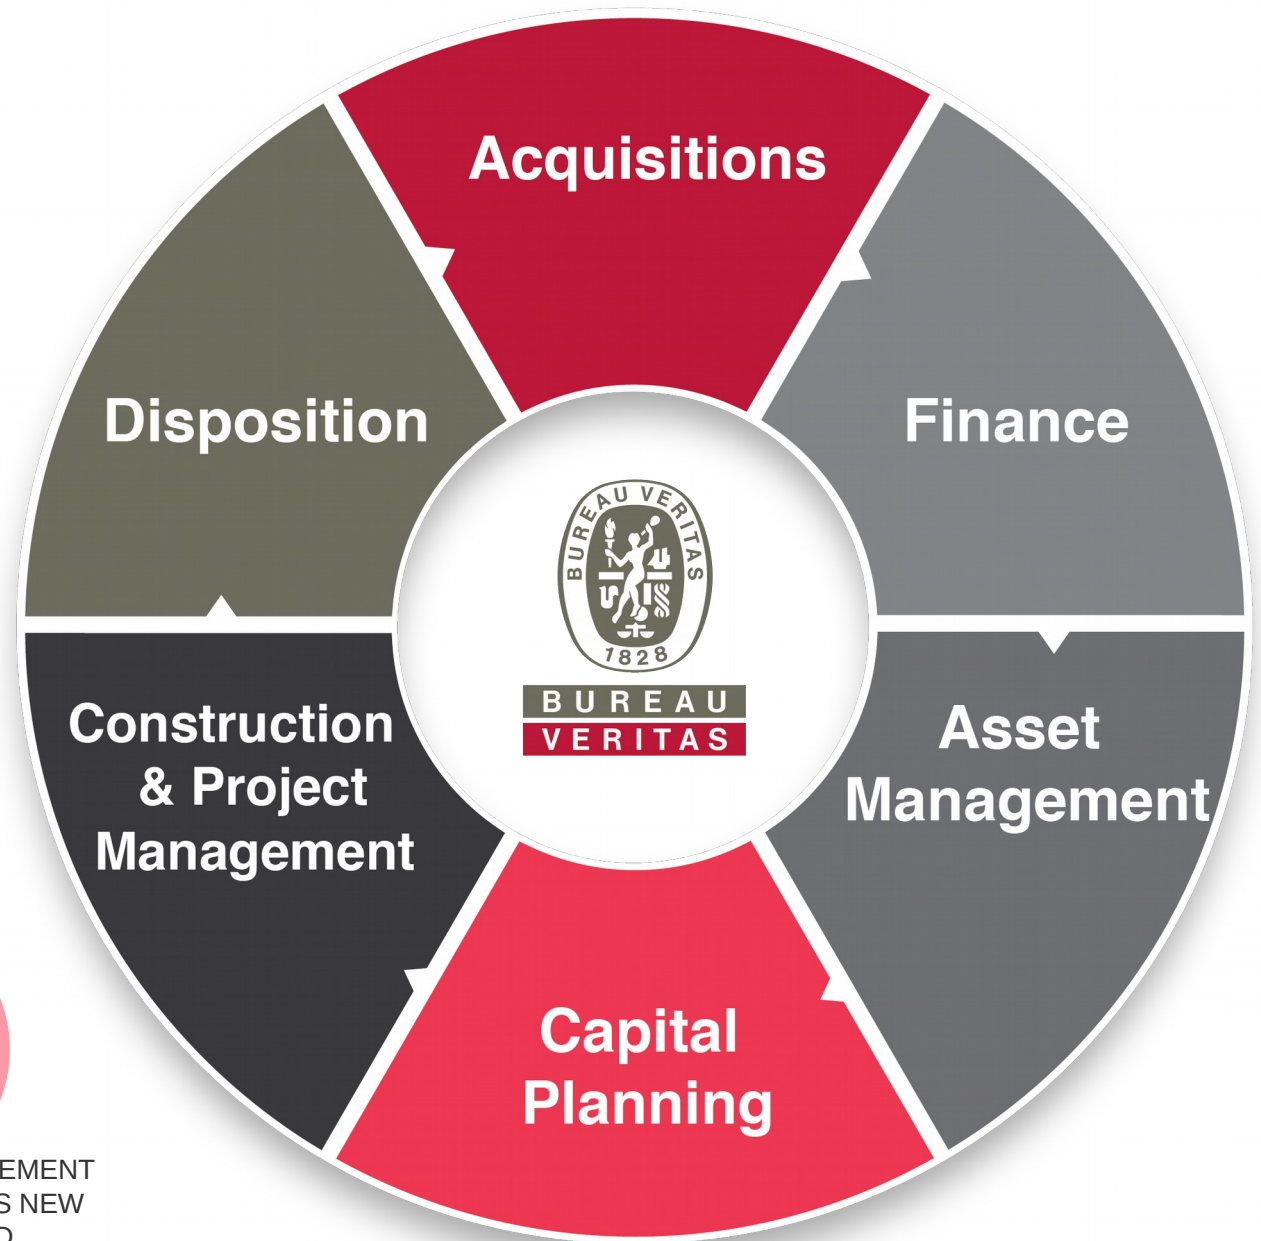 Acquisitions
Disposition
Finance
BUREAU VERITAS
1828
BUREAU
VERITAS
Construction
& Project
Management
Asset
Management
Capital
Planning
EMENT
S NEW